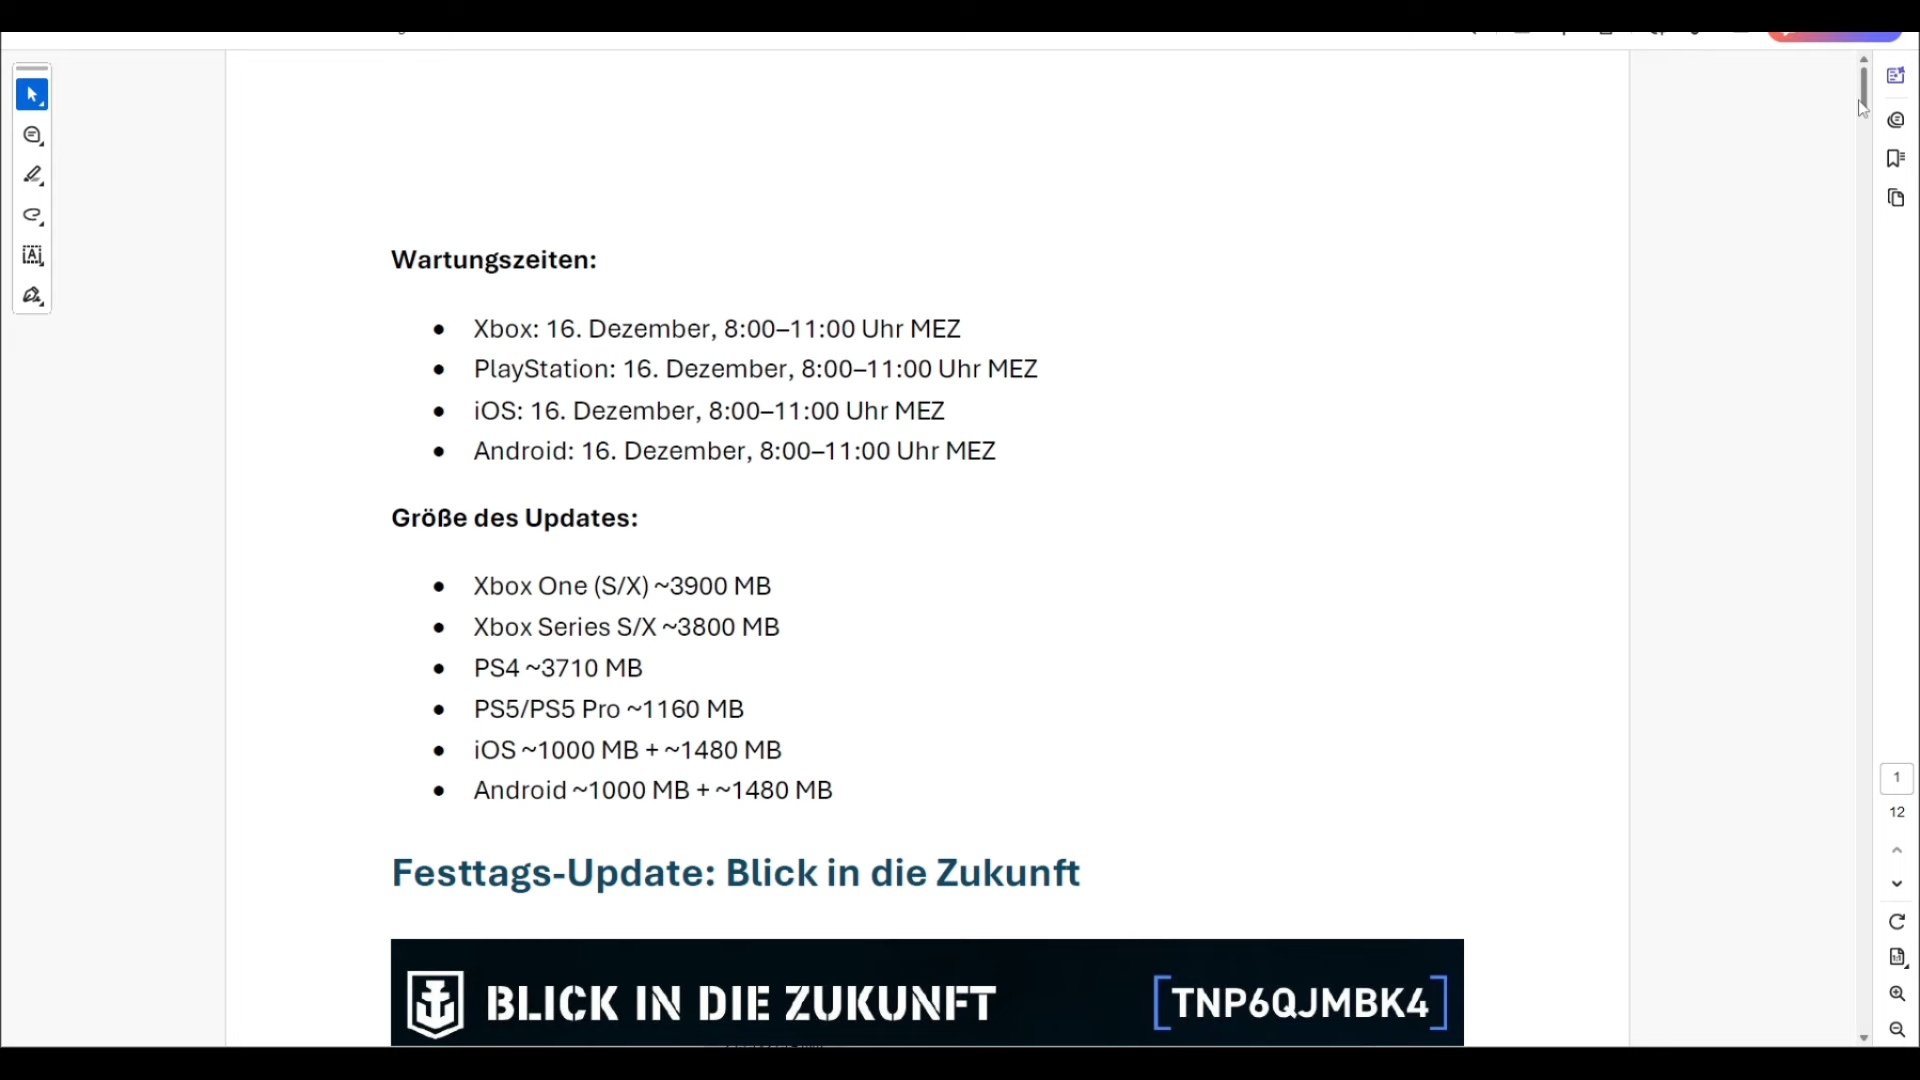 Wartungszeiten:
● Xbox: 16. Dezember, 8:00–11:00 Uhr MEZ
● PlayStation: 16. Dezember, 8:00–11:00 Uhr MEZ
● iOS: 16. Dezember, 8:00–11:00 Uhr MEZ
● Android: 16. Dezember, 8:00–11:00 Uhr MEZ
Größe des Updates:
● Xbox One (S/X) ~3900 MB
● Xbox Series S/X ~3800 MB
● PS4 ~3710 MB
● PS5/PS5 Pro ~1160 MB
● iOS ~1000 MB + ~1480 MB
● Android ~1000 MB + ~1480 MB
Festtags-Update: Blick in die Zukunft
BLICK IN DIE ZUKUNFT [TNP6QJMBK4]
1
12